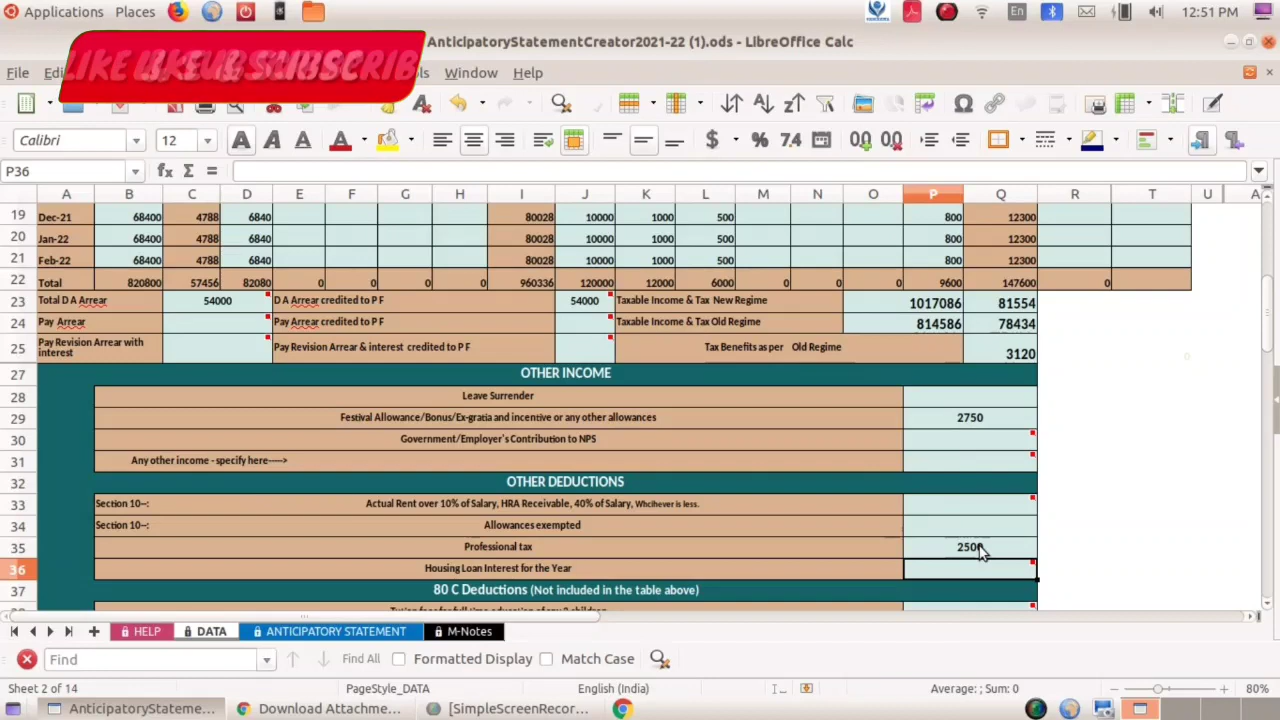 Applications Places En 12:51 PM
AnticipatoryStatementCreator2021-22 (1).ods - LibreOffice Calc
File Window Help
Calibri 12
P36
A B C D E F G H I J K L M N O P Q R T U
19 Dec-21 68400 4788 6840 80028 10000 1000 500 800 12300
20 Jan-22 68400 4788 6840 80028 10000 1000 500 800 12300
21 Feb-22 68400 4788 6840 80028 10000 1000 500 800 12300
22 Total 820800 57456 82080 0 0 0 0 960336 120000 12000 6000 0 0 0 9600 147600 0
23 Total D A Arrear 54000 D A Arrear credited to P F 54000 Taxable Income & Tax New Regime 1017086 81554
24 Pay Arrear Pay Arrear credited to P F Taxable Income & Tax Old Regime 814586 78434
25 Pay Revision Arrear with interest Pay Revision Arrear & interest credited to P F Tax Benefits as per Old Regime 3120
27 OTHER INCOME
28 Leave Surrender
29 Festival Allowance/Bonus/Ex-gratia and incentive or any other allowances 2750
30 Government/Employer's Contribution to NPS
31 Any other income - specify here----->
32 OTHER DEDUCTIONS
33 Section 10--: Actual Rent over 10% of Salary, HRA Receivable, 40% of Salary, Whcihever is less.
34 Section 10--: Allowances exempted
35 Professional tax 2500
36 Housing Loan Interest for the Year
37 80 C Deductions (Not included in the table above)
HELP DATA ANTICIPATORY STATEMENT M-Notes
Find Find All Formatted Display Match Case
Sheet 2 of 14 PageStyle_DATA English (India) Average: ; Sum: 0 80%
AnticipatoryStateme... Download Attachme... [SimpleScreenRecor...